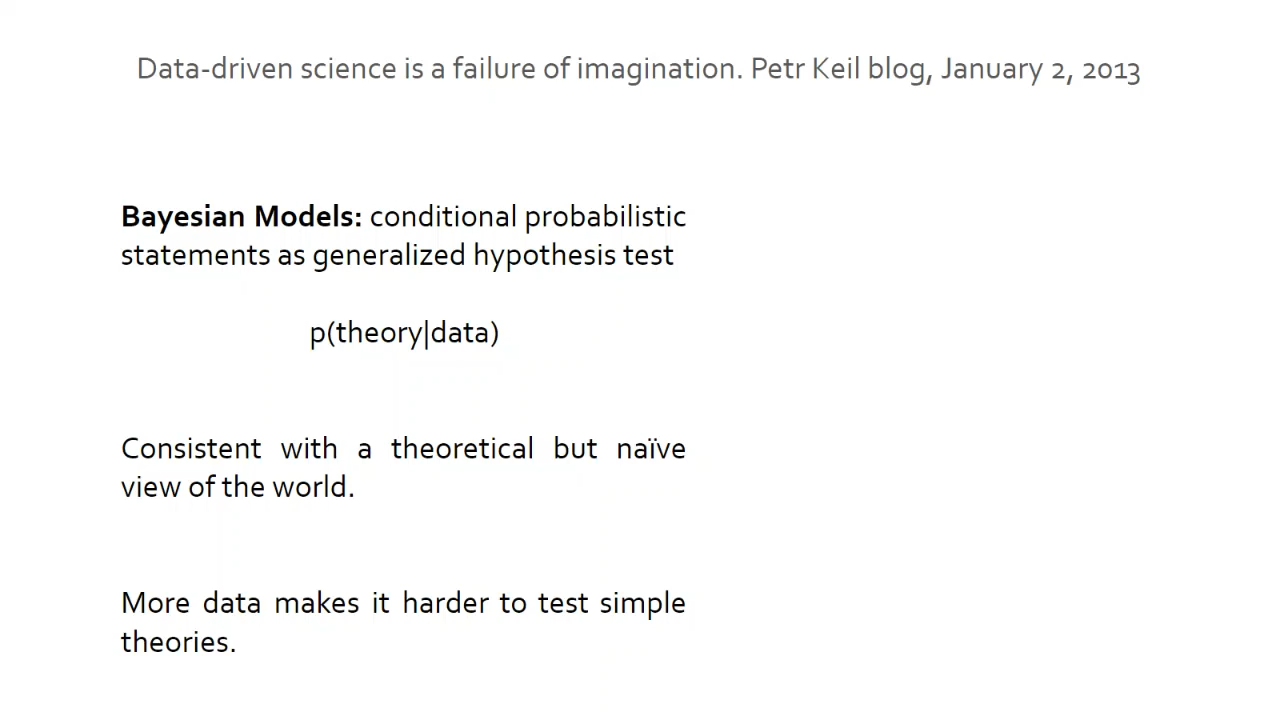 Data-driven science is a failure of imagination. Petr Keil blog, January 2, 2013
Bayesian Models: conditional probabilistic
statements as generalized hypothesis test
p(theory|data)
Consistent with a theoretical but naïve
view of the world.
More data makes it harder to test simple
theories.